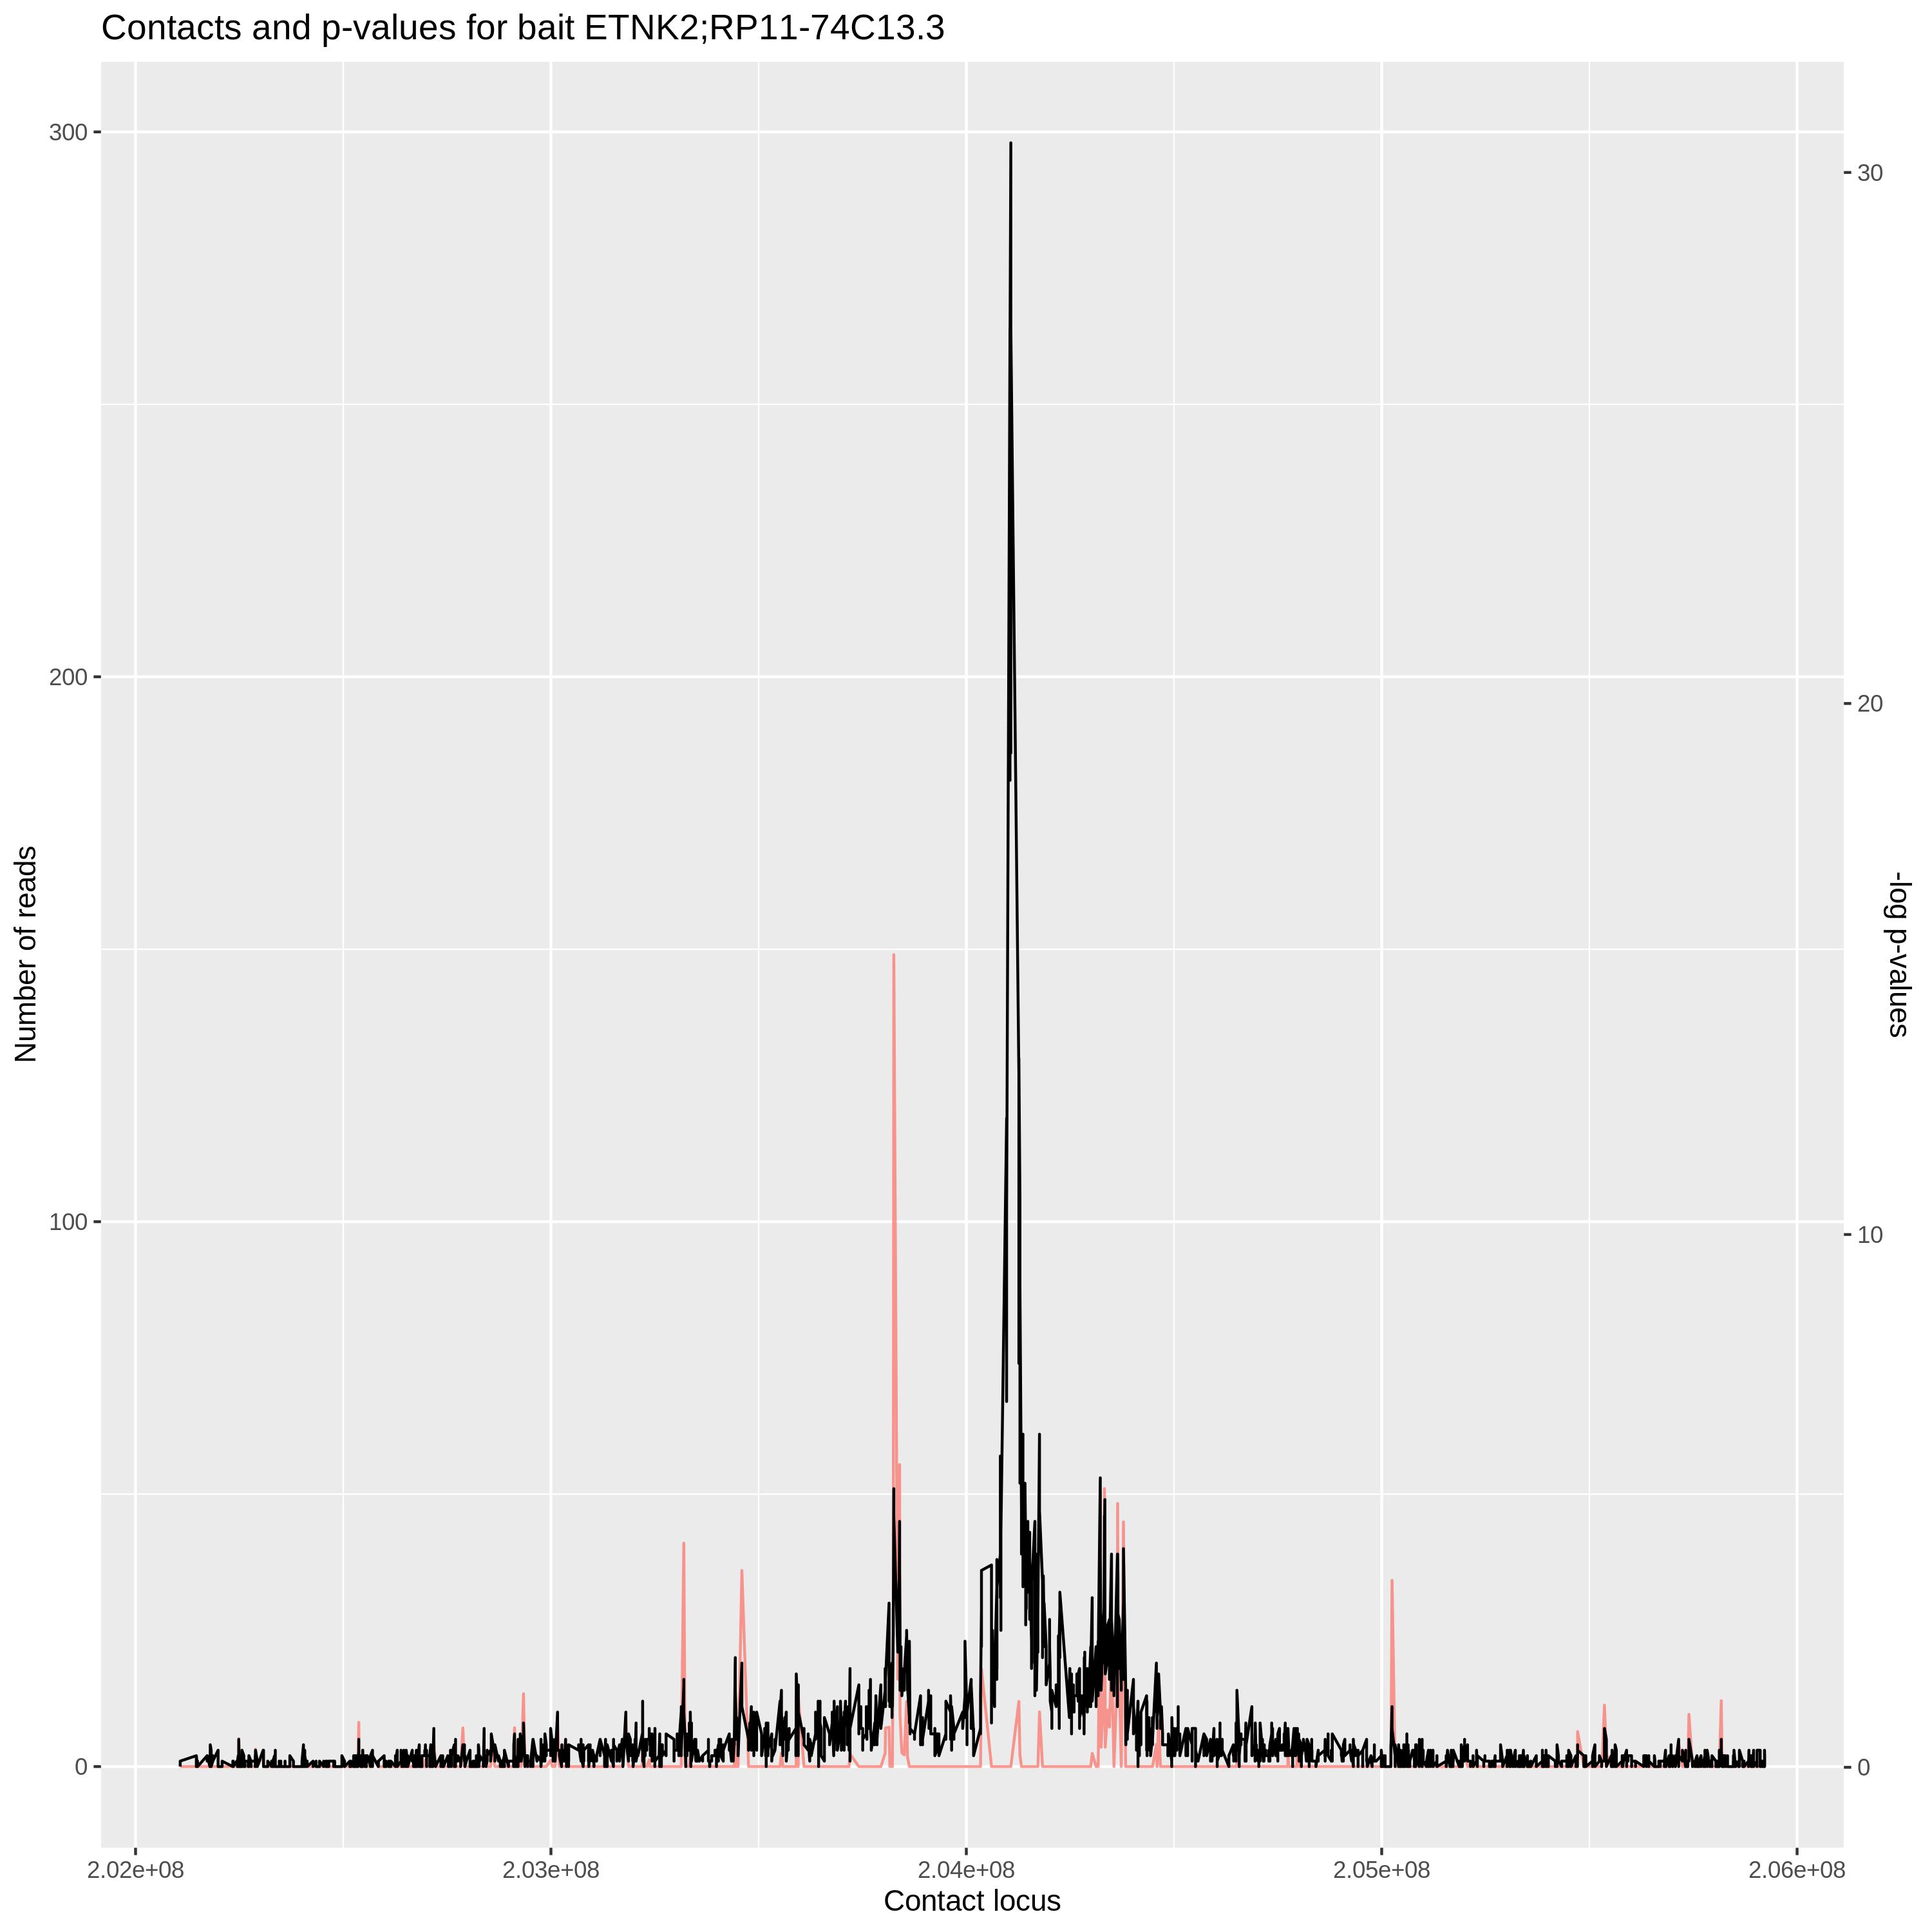 Contacts and p-values for bait ETNK2;RP11-74C13.3
300
200
100
0
Number of reads
30
20
10
0
-log p-values
2.02e+08
2.03e+08
2.04e+08
2.05e+08
2.06e+08
Contact locus